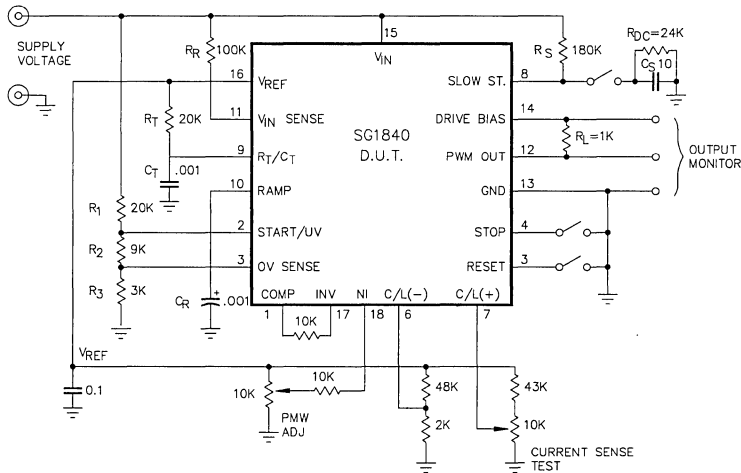 15
R_R 100K
V_IN
R_S 180K
R_DC=24K
C_S 10
SUPPLY
VOLTAGE
16 V_REF
SLOW ST. 8
R_T 20K
11 V_IN SENSE
DRIVE BIAS 14
SG1840
D.U.T.
R_L=1K
OUTPUT
MONITOR
9 R_T/C_T
PWM OUT 12
C_T .001
10 RAMP
GND 13
R1 20K
2 START/UV
STOP 4
R2 9K
3 OV SENSE
RESET 3
R3 3K
C_R + .001
COMP INV NI C/L(-) C/L(+)
1 10K 17 18 6 7
V_REF
0.1
10K
10K
PMW
ADJ
48K
43K
2K
10K
CURRENT SENSE
TEST